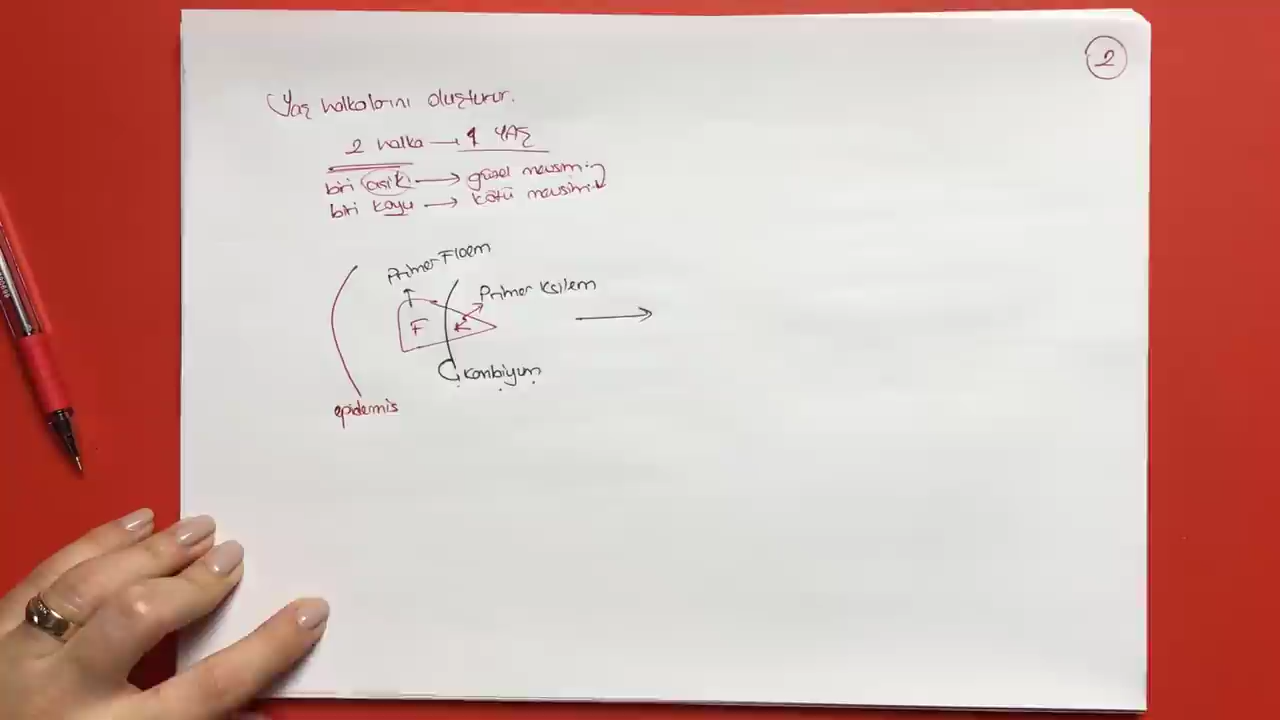 2
Yaş halkalarını oluşturur.
2 halka → 1 YAŞ
biri açık → güzel mevsim
biri koyu → kötü mevsim
Primer Floem
Primer Ksilem
F
K
Kambiyum
epidermis